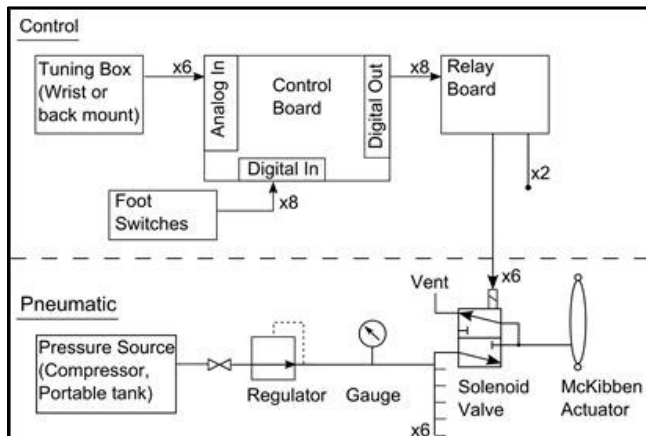 Control
Tuning Box
(Wrist or
back mount)
x6
Analog In
Control
Board
Digital Out
Digital In
x8
Relay
Board
x2
Foot
Switches
x8
x6
Pneumatic
Vent
Pressure Source
(Compressor,
Portable tank)
Regulator
Gauge
Solenoid
Valve
McKibben
Actuator
x6